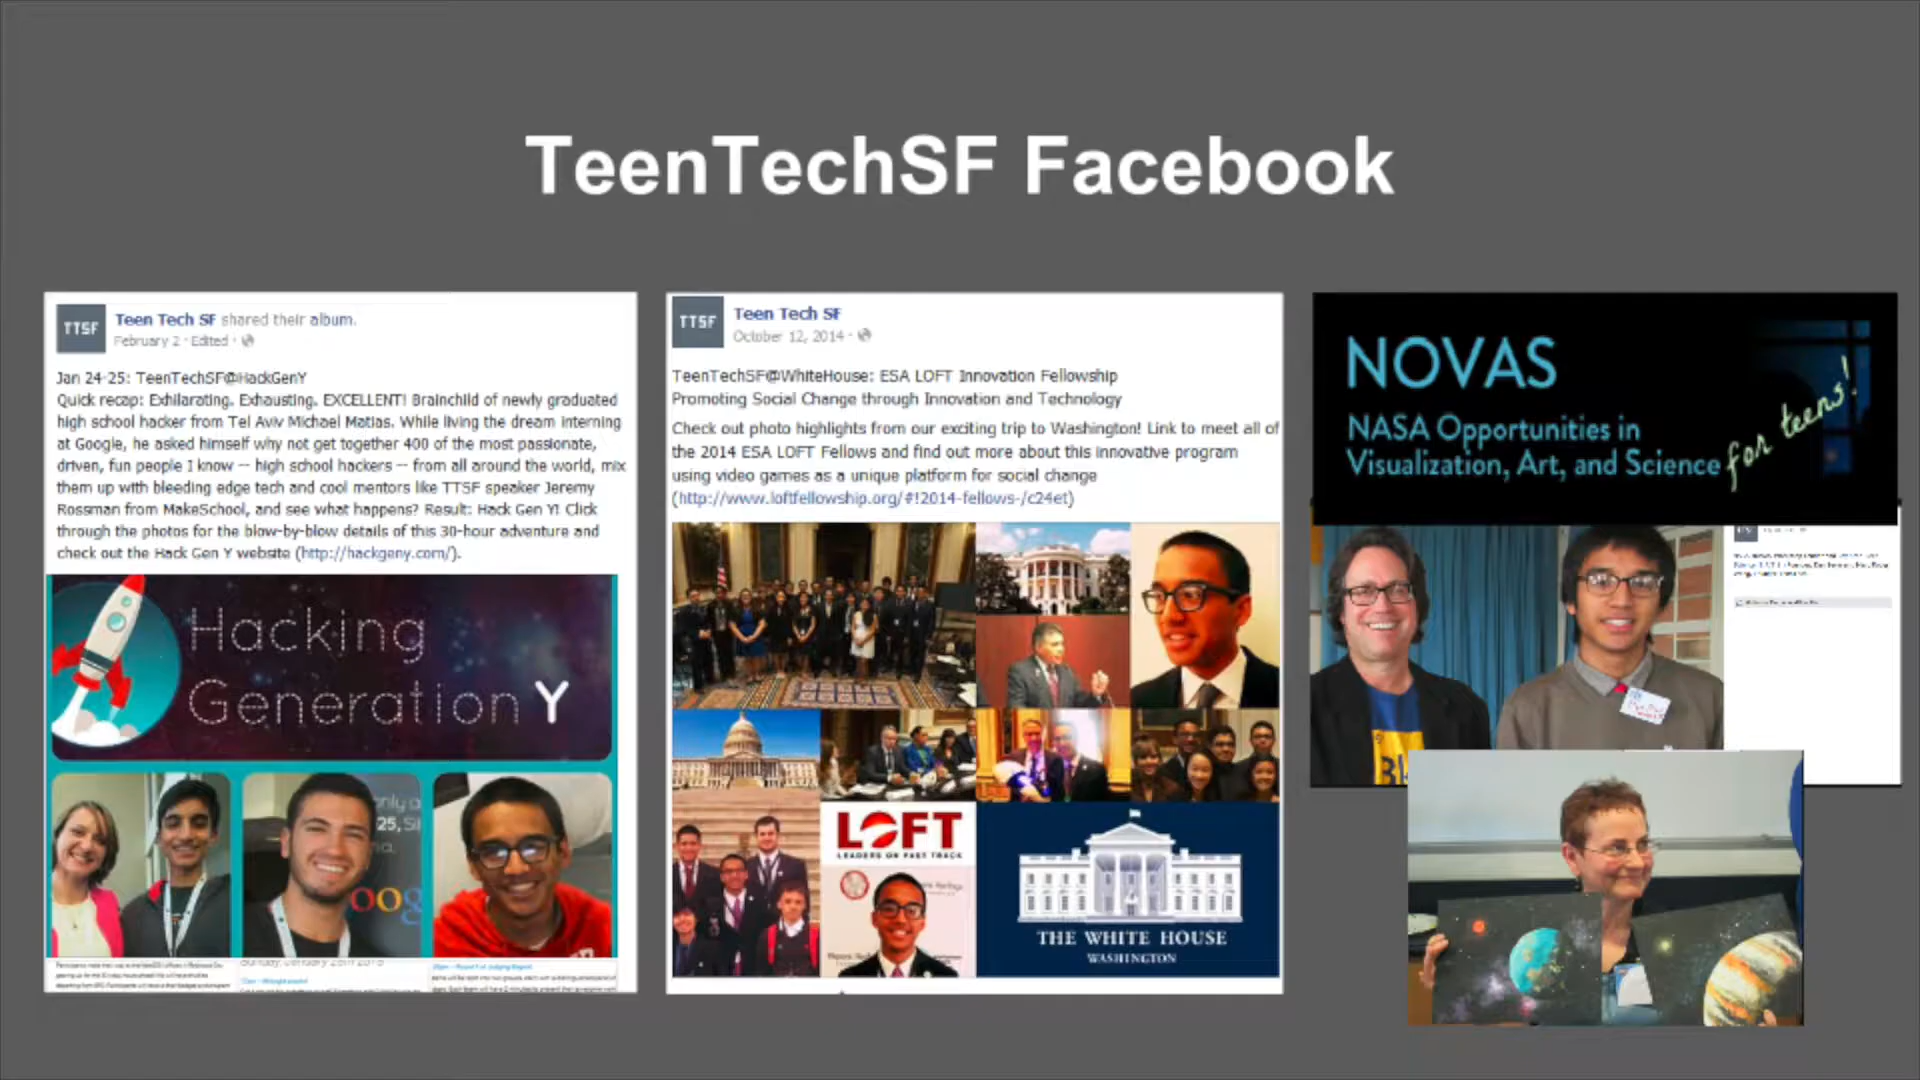 TeenTechSF Facebook
TTSF
Teen Tech SF shared their album.
February 2 · Edited ·
Jan 24-25: TeenTechSF@HackGenY
Quick recap: Exhilarating. Exhausting. EXCELLENT! Brainchild of newly graduated
high school hacker from Tel Aviv Michael Matias. While living the dream interning
at Google, he asked himself why not get together 400 of the most passionate,
driven, fun people I know -- high school hackers -- from all around the world, mix
them up with bleeding edge tech and cool mentors like TTSF speaker Jeremy
Rossman from MakeSchool, and see what happens? Result: Hack Gen Y! Click
through the photos for the blow-by-blow details of this 30-hour adventure and
check out the Hack Gen Y website (http://hackgeny.com/).
Hacking
Generation Y
only a
25, SF
oog
TTSF
Teen Tech SF
October 12, 2014 ·
TeenTechSF@WhiteHouse: ESA LOFT Innovation Fellowship
Promoting Social Change through Innovation and Technology
Check out photo highlights from our exciting trip to Washington! Link to meet all of
the 2014 ESA LOFT Fellows and find out more about this innovative program
using video games as a unique platform for social change
(http://www.loftfellowship.org/#!2014-fellows-/c24et)
LOFT
LEADERS ON FAST TRACK
THE WHITE HOUSE
WASHINGTON
NOVAS
NASA Opportunities in
Visualization, Art, and Science
for teens!